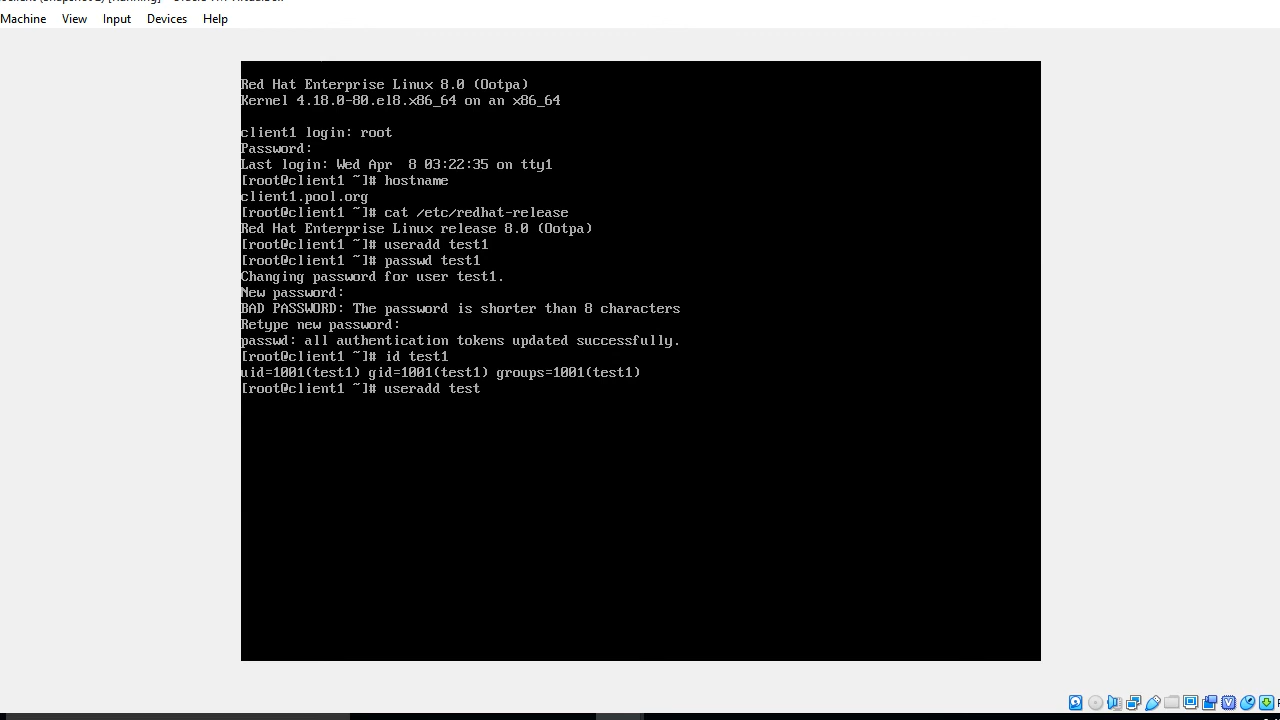 Machine View Input Devices Help
Red Hat Enterprise Linux 8.0 (Ootpa)
Kernel 4.18.0-80.el8.x86_64 on an x86_64
client1 login: root
Password:
Last login: Wed Apr  8 03:22:35 on tty1
[root@client1 ~]# hostname
client1.pool.org
[root@client1 ~]# cat /etc/redhat-release
Red Hat Enterprise Linux release 8.0 (Ootpa)
[root@client1 ~]# useradd test1
[root@client1 ~]# passwd test1
Changing password for user test1.
New password:
BAD PASSWORD: The password is shorter than 8 characters
Retype new password:
passwd: all authentication tokens updated successfully.
[root@client1 ~]# id test1
uid=1001(test1) gid=1001(test1) groups=1001(test1)
[root@client1 ~]# useradd test